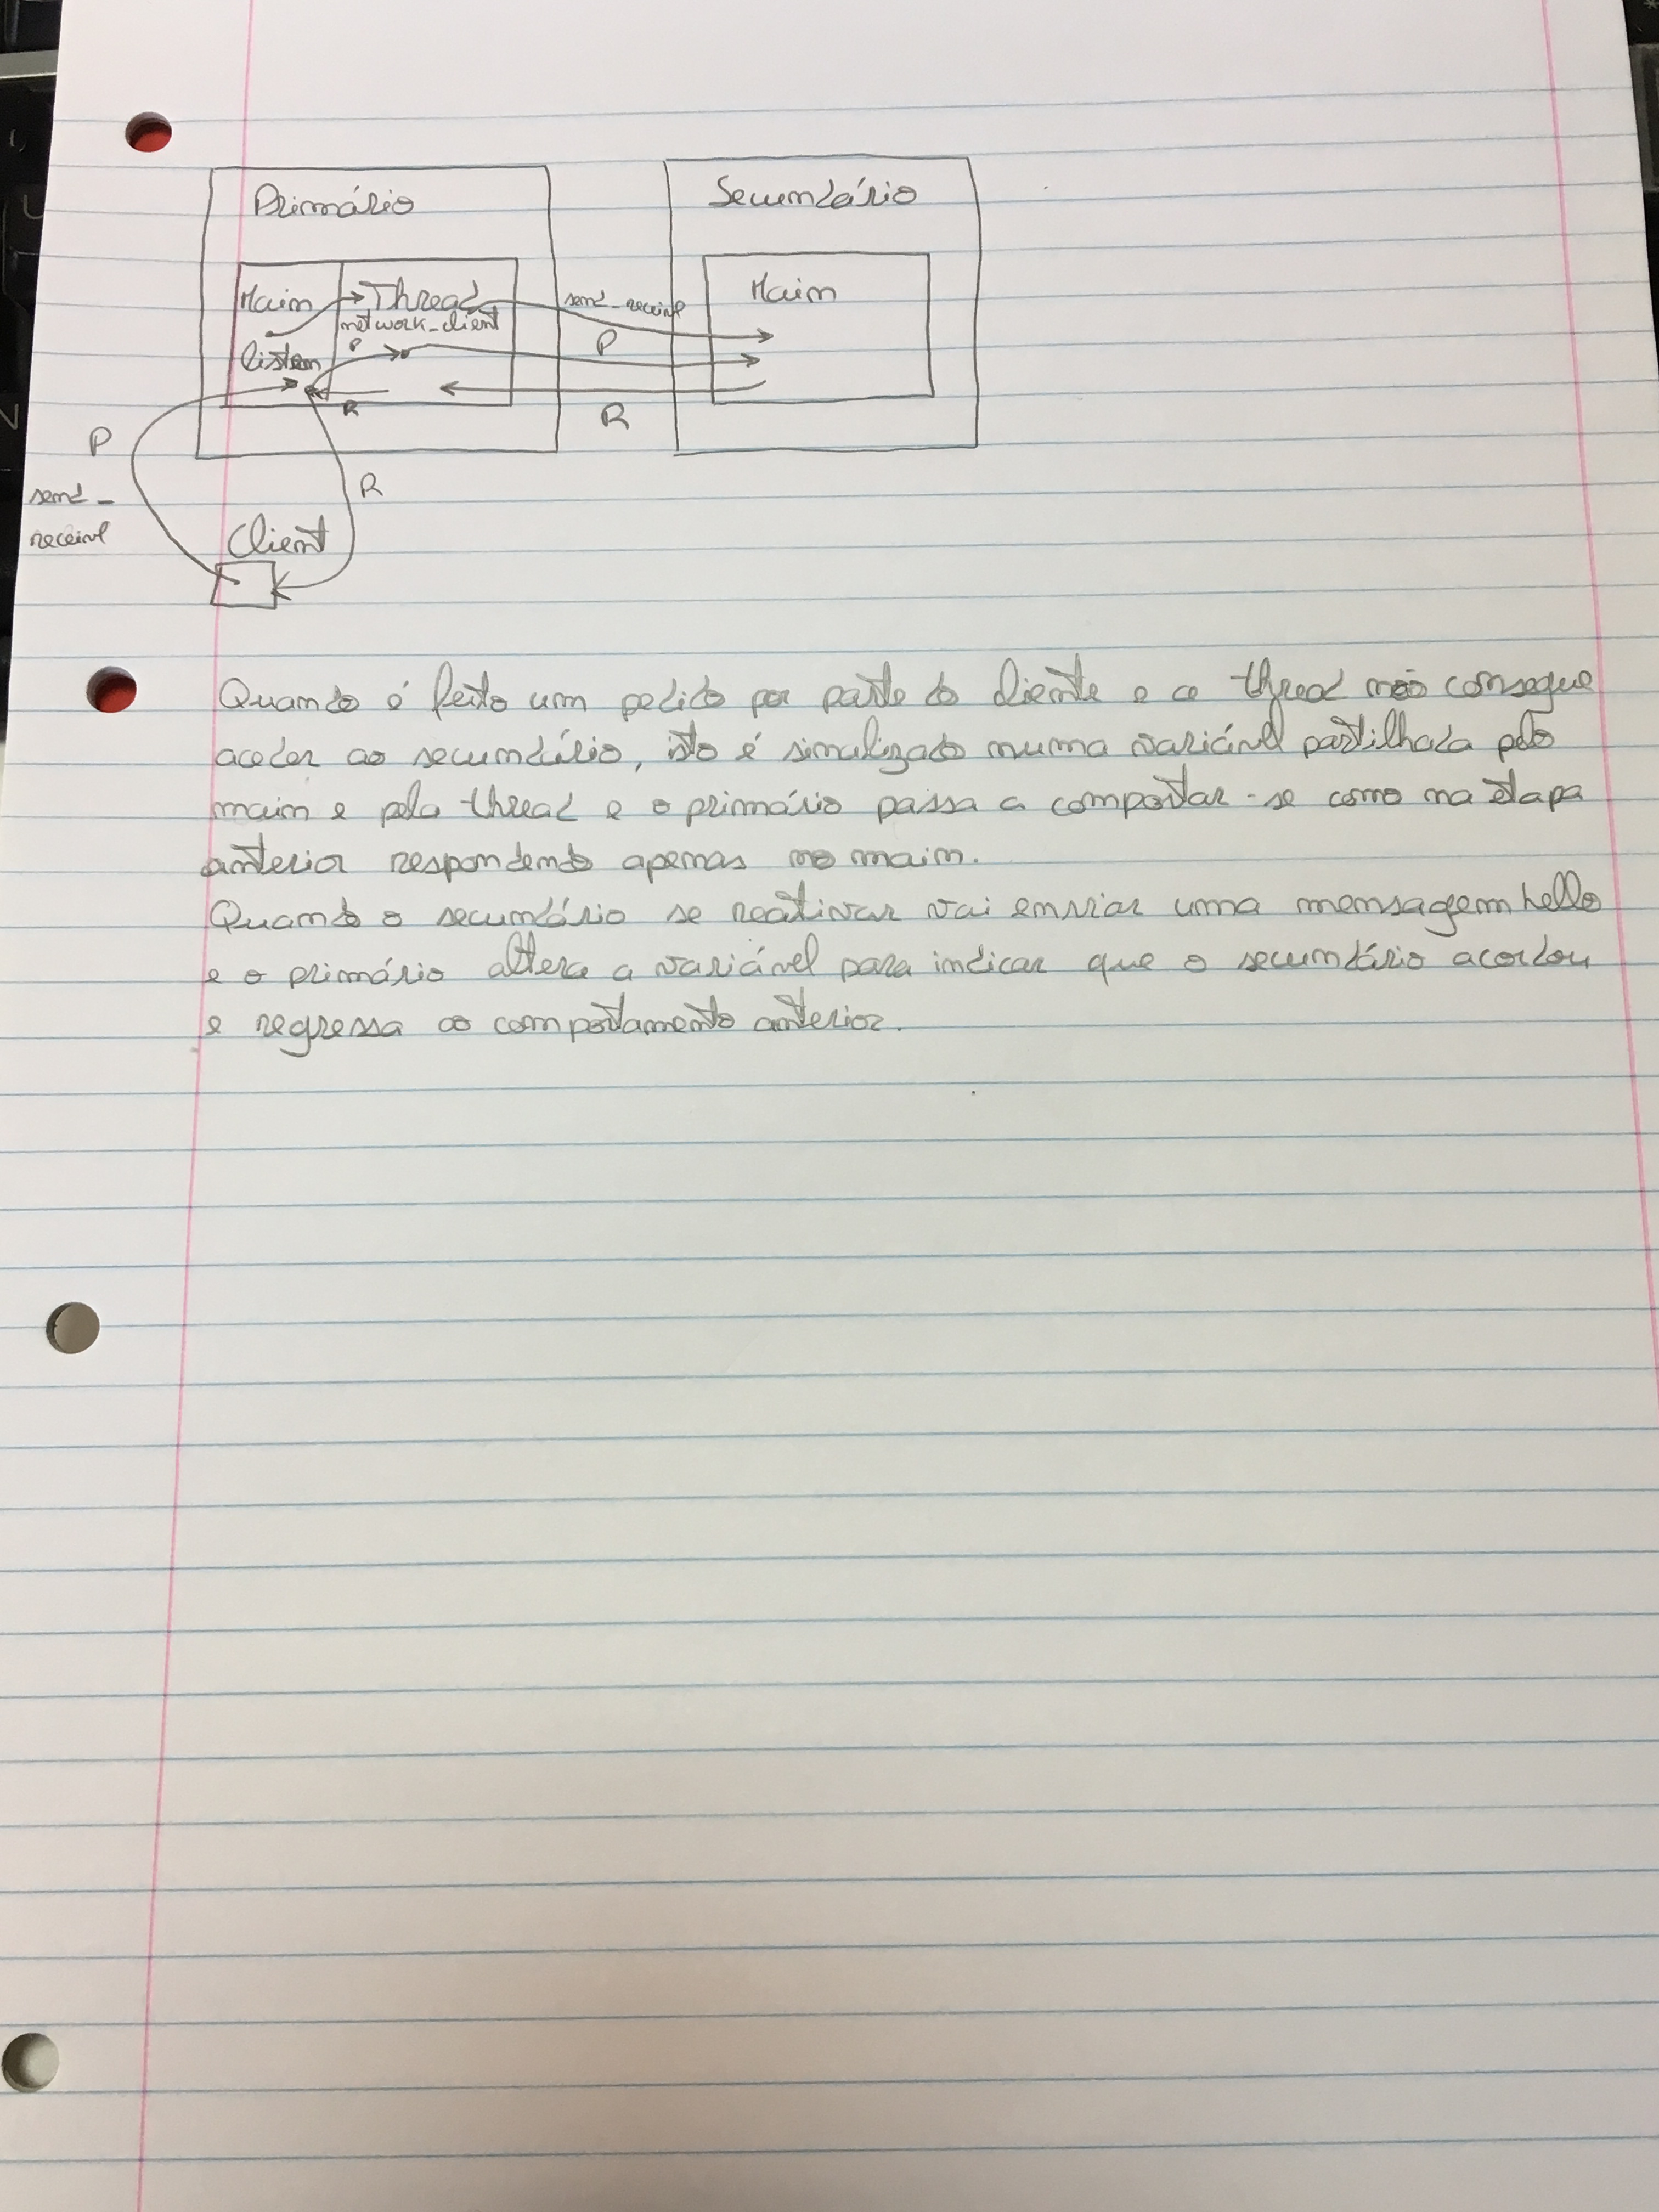 Primário
Secundário
Main
Thread
network_client
send_receive
Main
listen
P
P
R
R
P
R
send_
receive
Client
Quando é feito um pedido por parte do cliente e a thread não consegue
aceder ao secundário, isto é sinalizado numa variável partilhada pelo
main e pela thread e o primário passa a comportar-se como na etapa
anterior respondendo apenas no main.
Quando o secundário se reativar vai enviar uma mensagem hello
e o primário altera a variável para indicar que o secundário acordou
e regressa ao comportamento anterior.